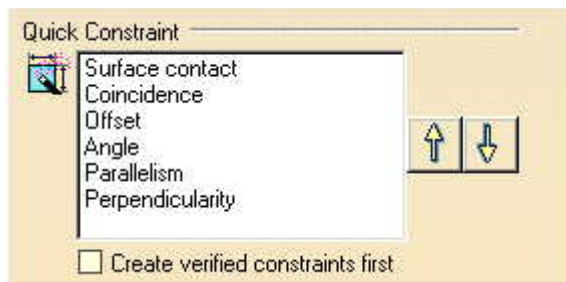 Quick Constraint
Surface contact
Coincidence
Offset
Angle
Parallelism
Perpendicularity
Create verified constraints first